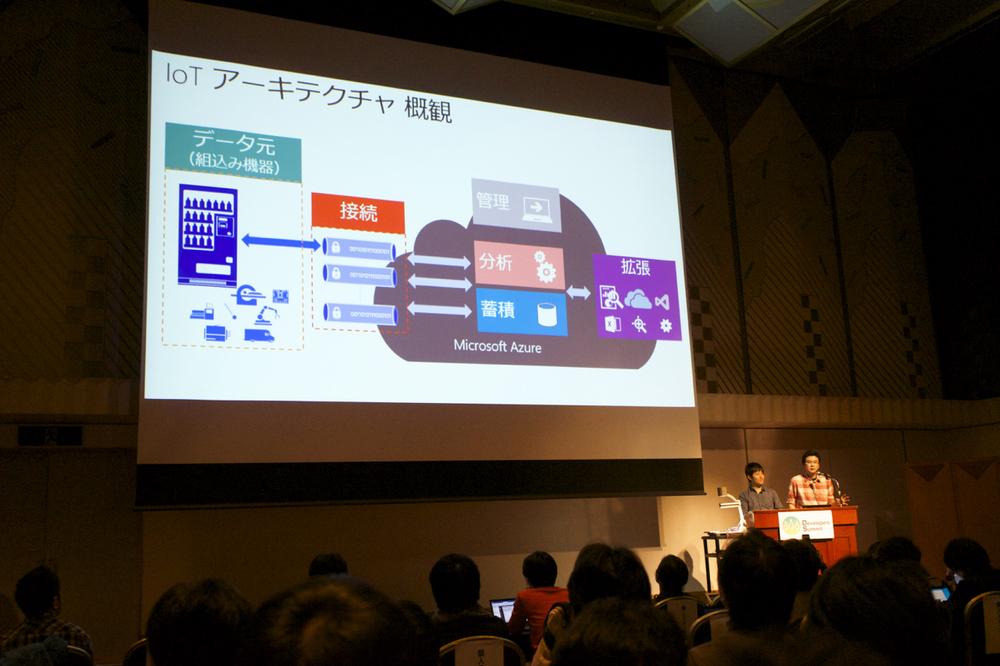 IoT アーキテクチャ 概観
データ元
(組込み機器)
接続
管理
分析
蓄積
拡張
Microsoft Azure
Developers
Summit